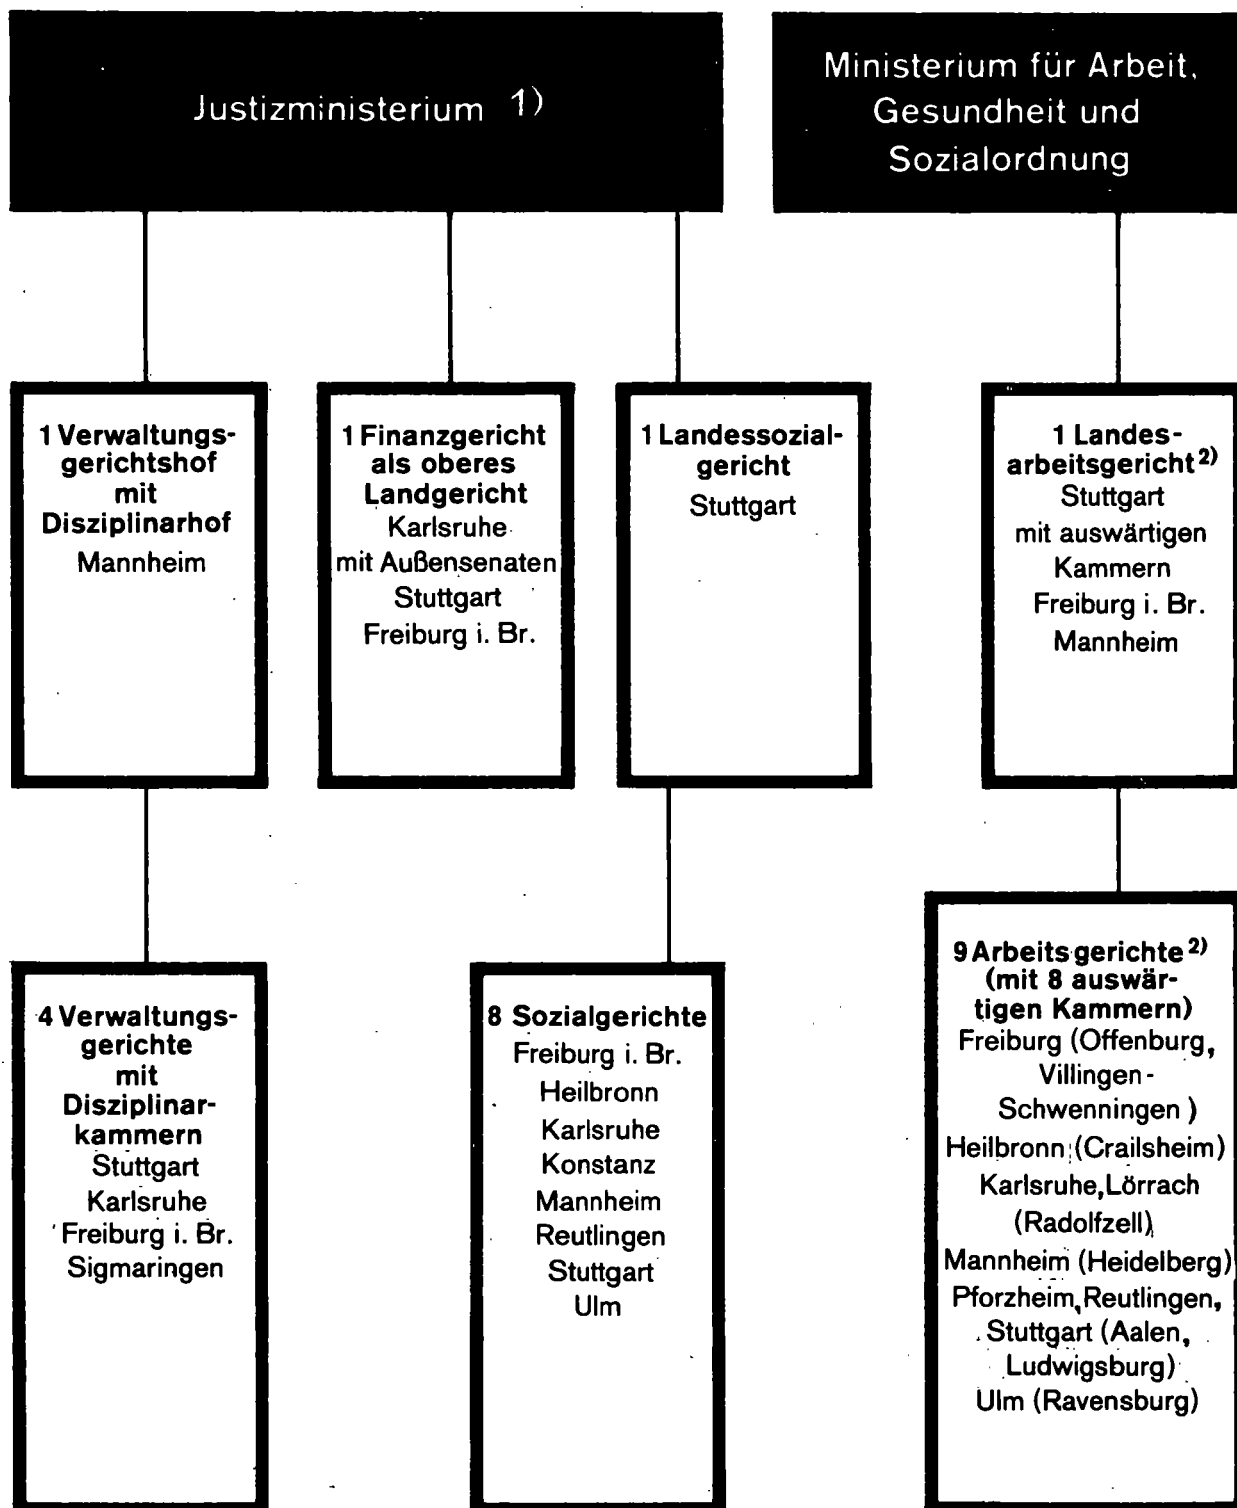 Justizministerium 1)
Ministerium für Arbeit,
Gesundheit und
Sozialordnung
1 Verwaltungs-
gerichtshof
mit
Disziplinarhof
Mannheim
1 Finanzgericht
als oberes
Landgericht
Karlsruhe
mit Außensenaten
Stuttgart
Freiburg i. Br.
1 Landessozial-
gericht
Stuttgart
1 Landes-
arbeitsgericht 2)
Stuttgart
mit auswärtigen
Kammern
Freiburg i. Br.
Mannheim
4 Verwaltungs-
gerichte
mit
Disziplinar-
kammern
Stuttgart
Karlsruhe
Freiburg i. Br.
Sigmaringen
8 Sozialgerichte
Freiburg i. Br.
Heilbronn
Karlsruhe
Konstanz
Mannheim
Reutlingen
Stuttgart
Ulm
9 Arbeitsgerichte 2)
(mit 8 auswär-
tigen Kammern)
Freiburg (Offenburg,
Villingen-
Schwenningen)
Heilbronn (Crailsheim)
Karlsruhe, Lörrach
(Radolfzell)
Mannheim (Heidelberg)
Pforzheim, Reutlingen,
Stuttgart (Aalen,
Ludwigsburg)
Ulm (Ravensburg)